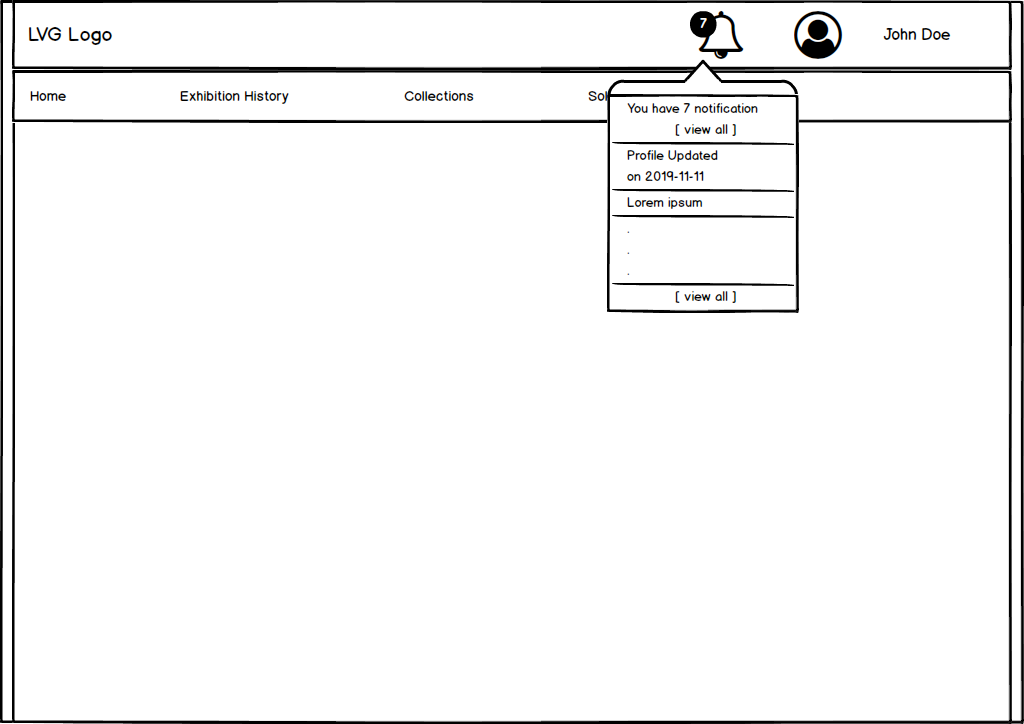 LVG Logo
7
John Doe
Home
Exhibition History
Collections
You have 7 notification
[ view all ]
Profile Updated
on 2019-11-11
Lorem ipsum
.
.
.
[ view all ]